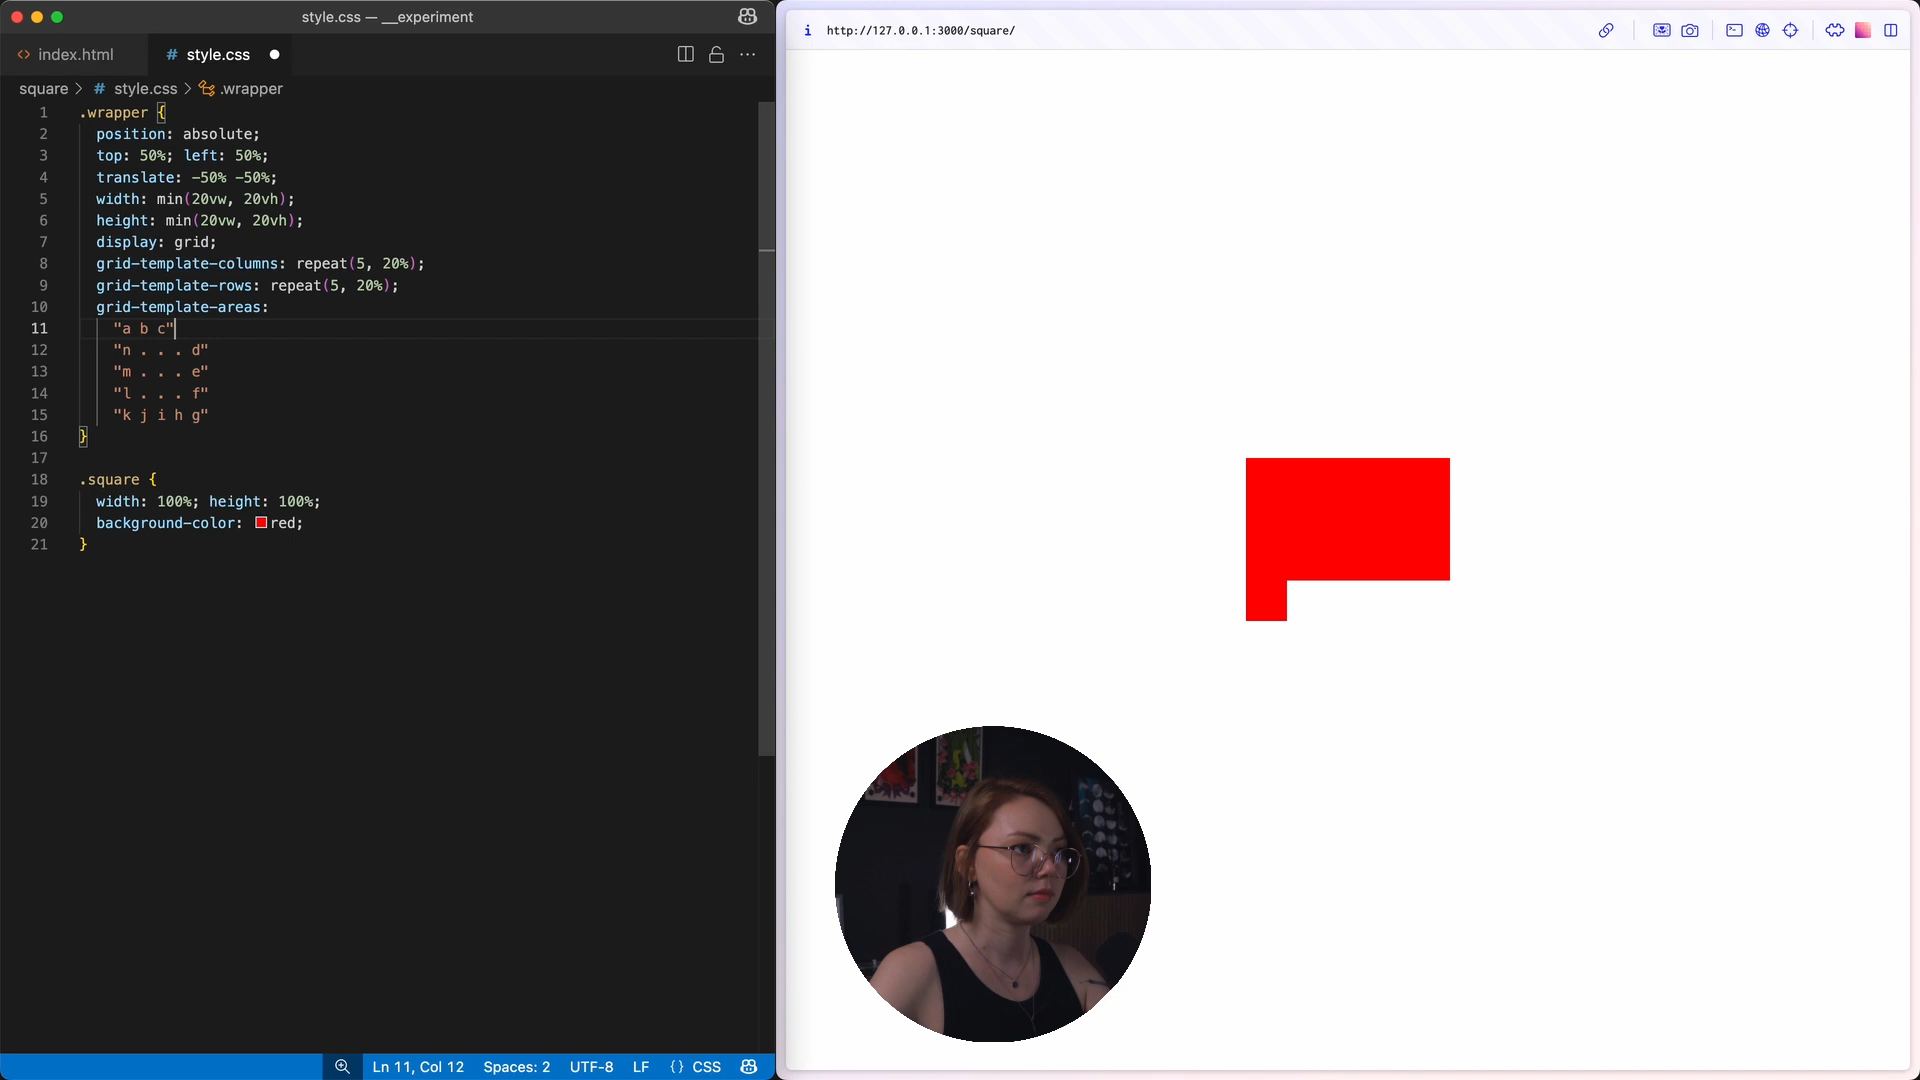 style.css — __experiment
index.html
# style.css
square > # style.css > .wrapper
1 .wrapper {
2 position: absolute;
3 top: 50%; left: 50%;
4 translate: -50% -50%;
5 width: min(20vw, 20vh);
6 height: min(20vw, 20vh);
7 display: grid;
8 grid-template-columns: repeat(5, 20%);
9 grid-template-rows: repeat(5, 20%);
10 grid-template-areas:
11 "a b c"
12 "n . . . d"
13 "m . . . e"
14 "l . . . f"
15 "k j i h g"
16 }
17
18 .square {
19 width: 100%; height: 100%;
20 background-color: red;
21 }
Ln 11, Col 12 Spaces: 2 UTF-8 LF {} CSS
i http://127.0.0.1:3000/square/